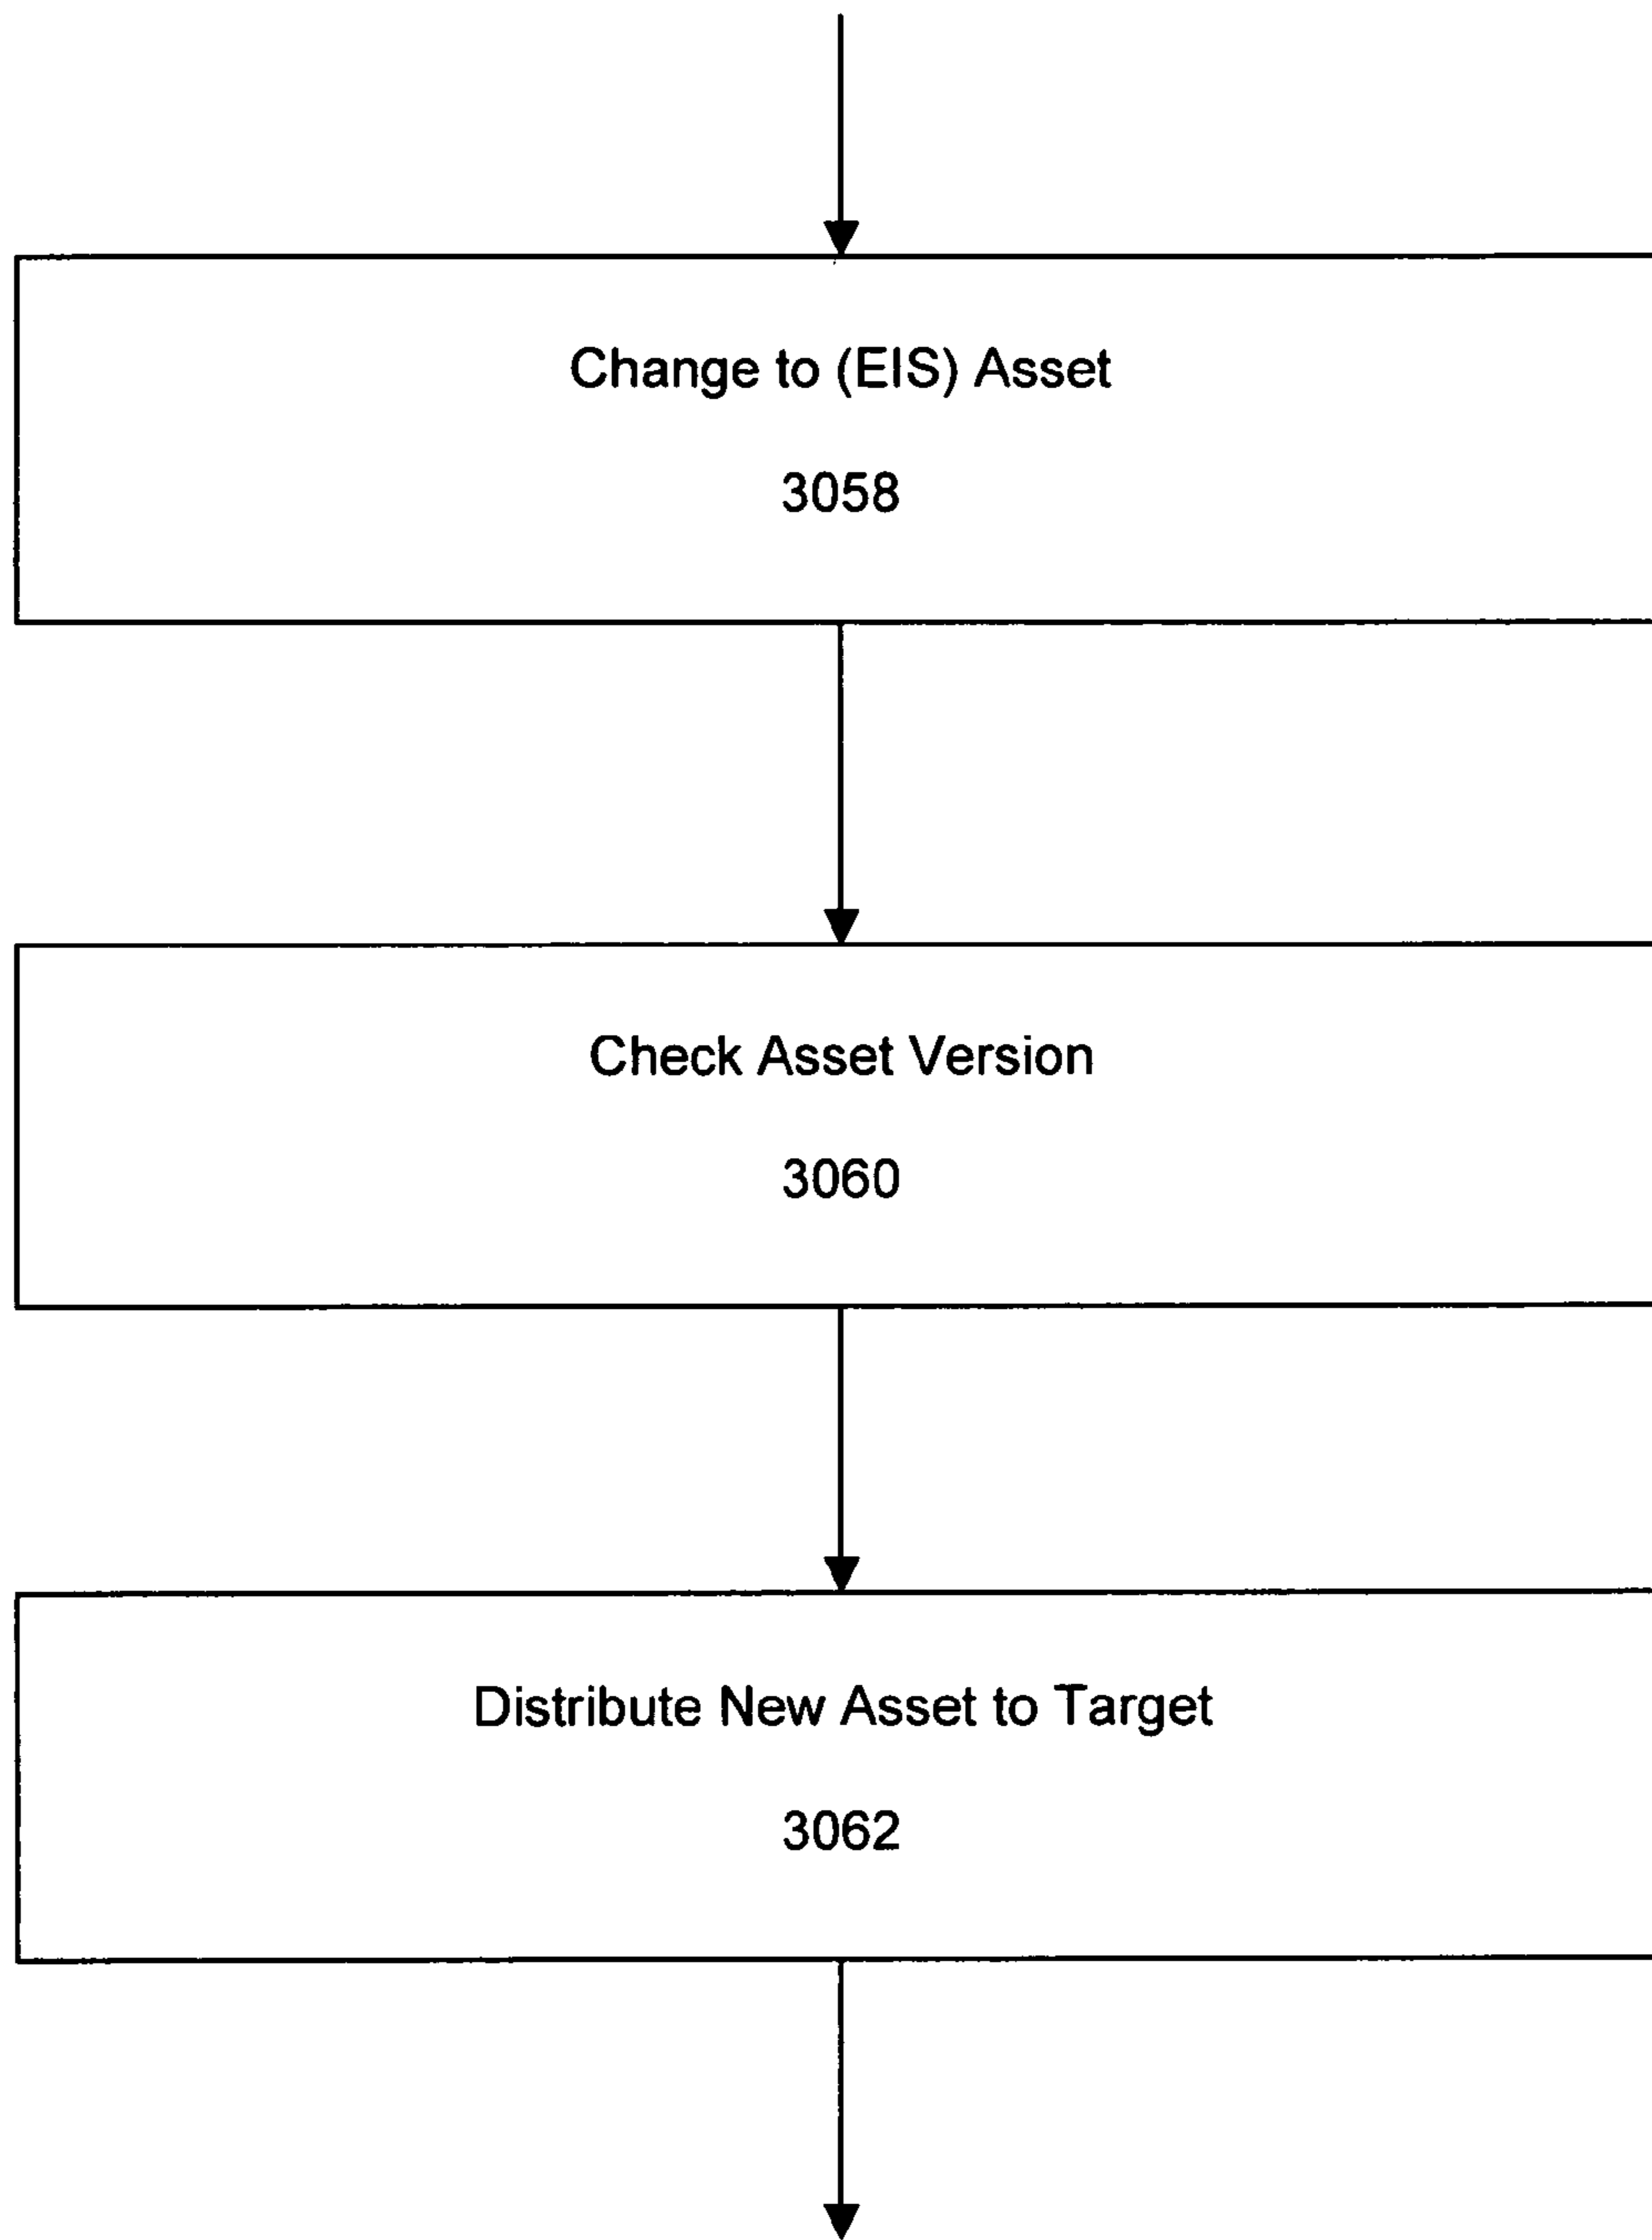 Change to (EIS) Asset
3058
Check Asset Version
3060
Distribute New Asset to Target
3062